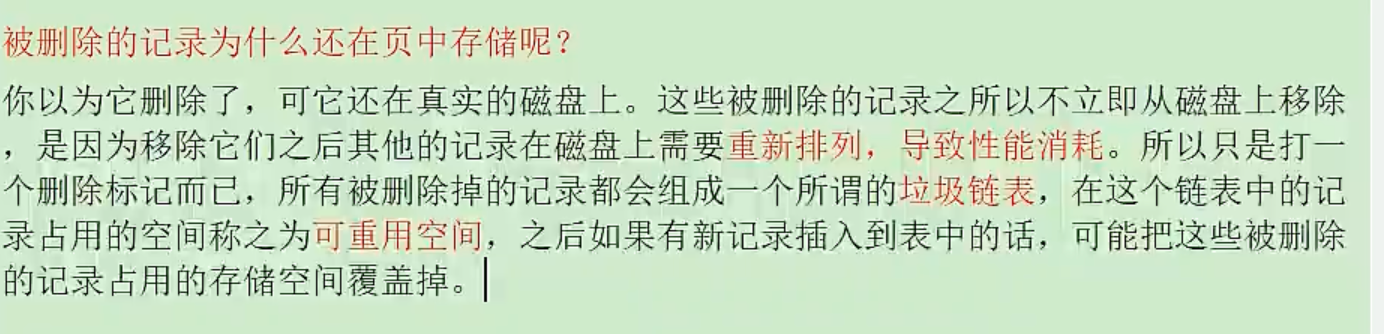 被删除的记录为什么还在页中存储呢？
你以为它删除了，可它还在真实的磁盘上。这些被删除的记录之所以不立即从磁盘上移除
，是因为移除它们之后其他的记录在磁盘上需要重新排列，导致性能消耗。所以只是打一
个删除标记而已，所有被删除掉的记录都会组成一个所谓的垃圾链表，在这个链表中的记
录占用的空间称之为可重用空间，之后如果有新记录插入到表中的话，可能把这些被删除
的记录占用的存储空间覆盖掉。